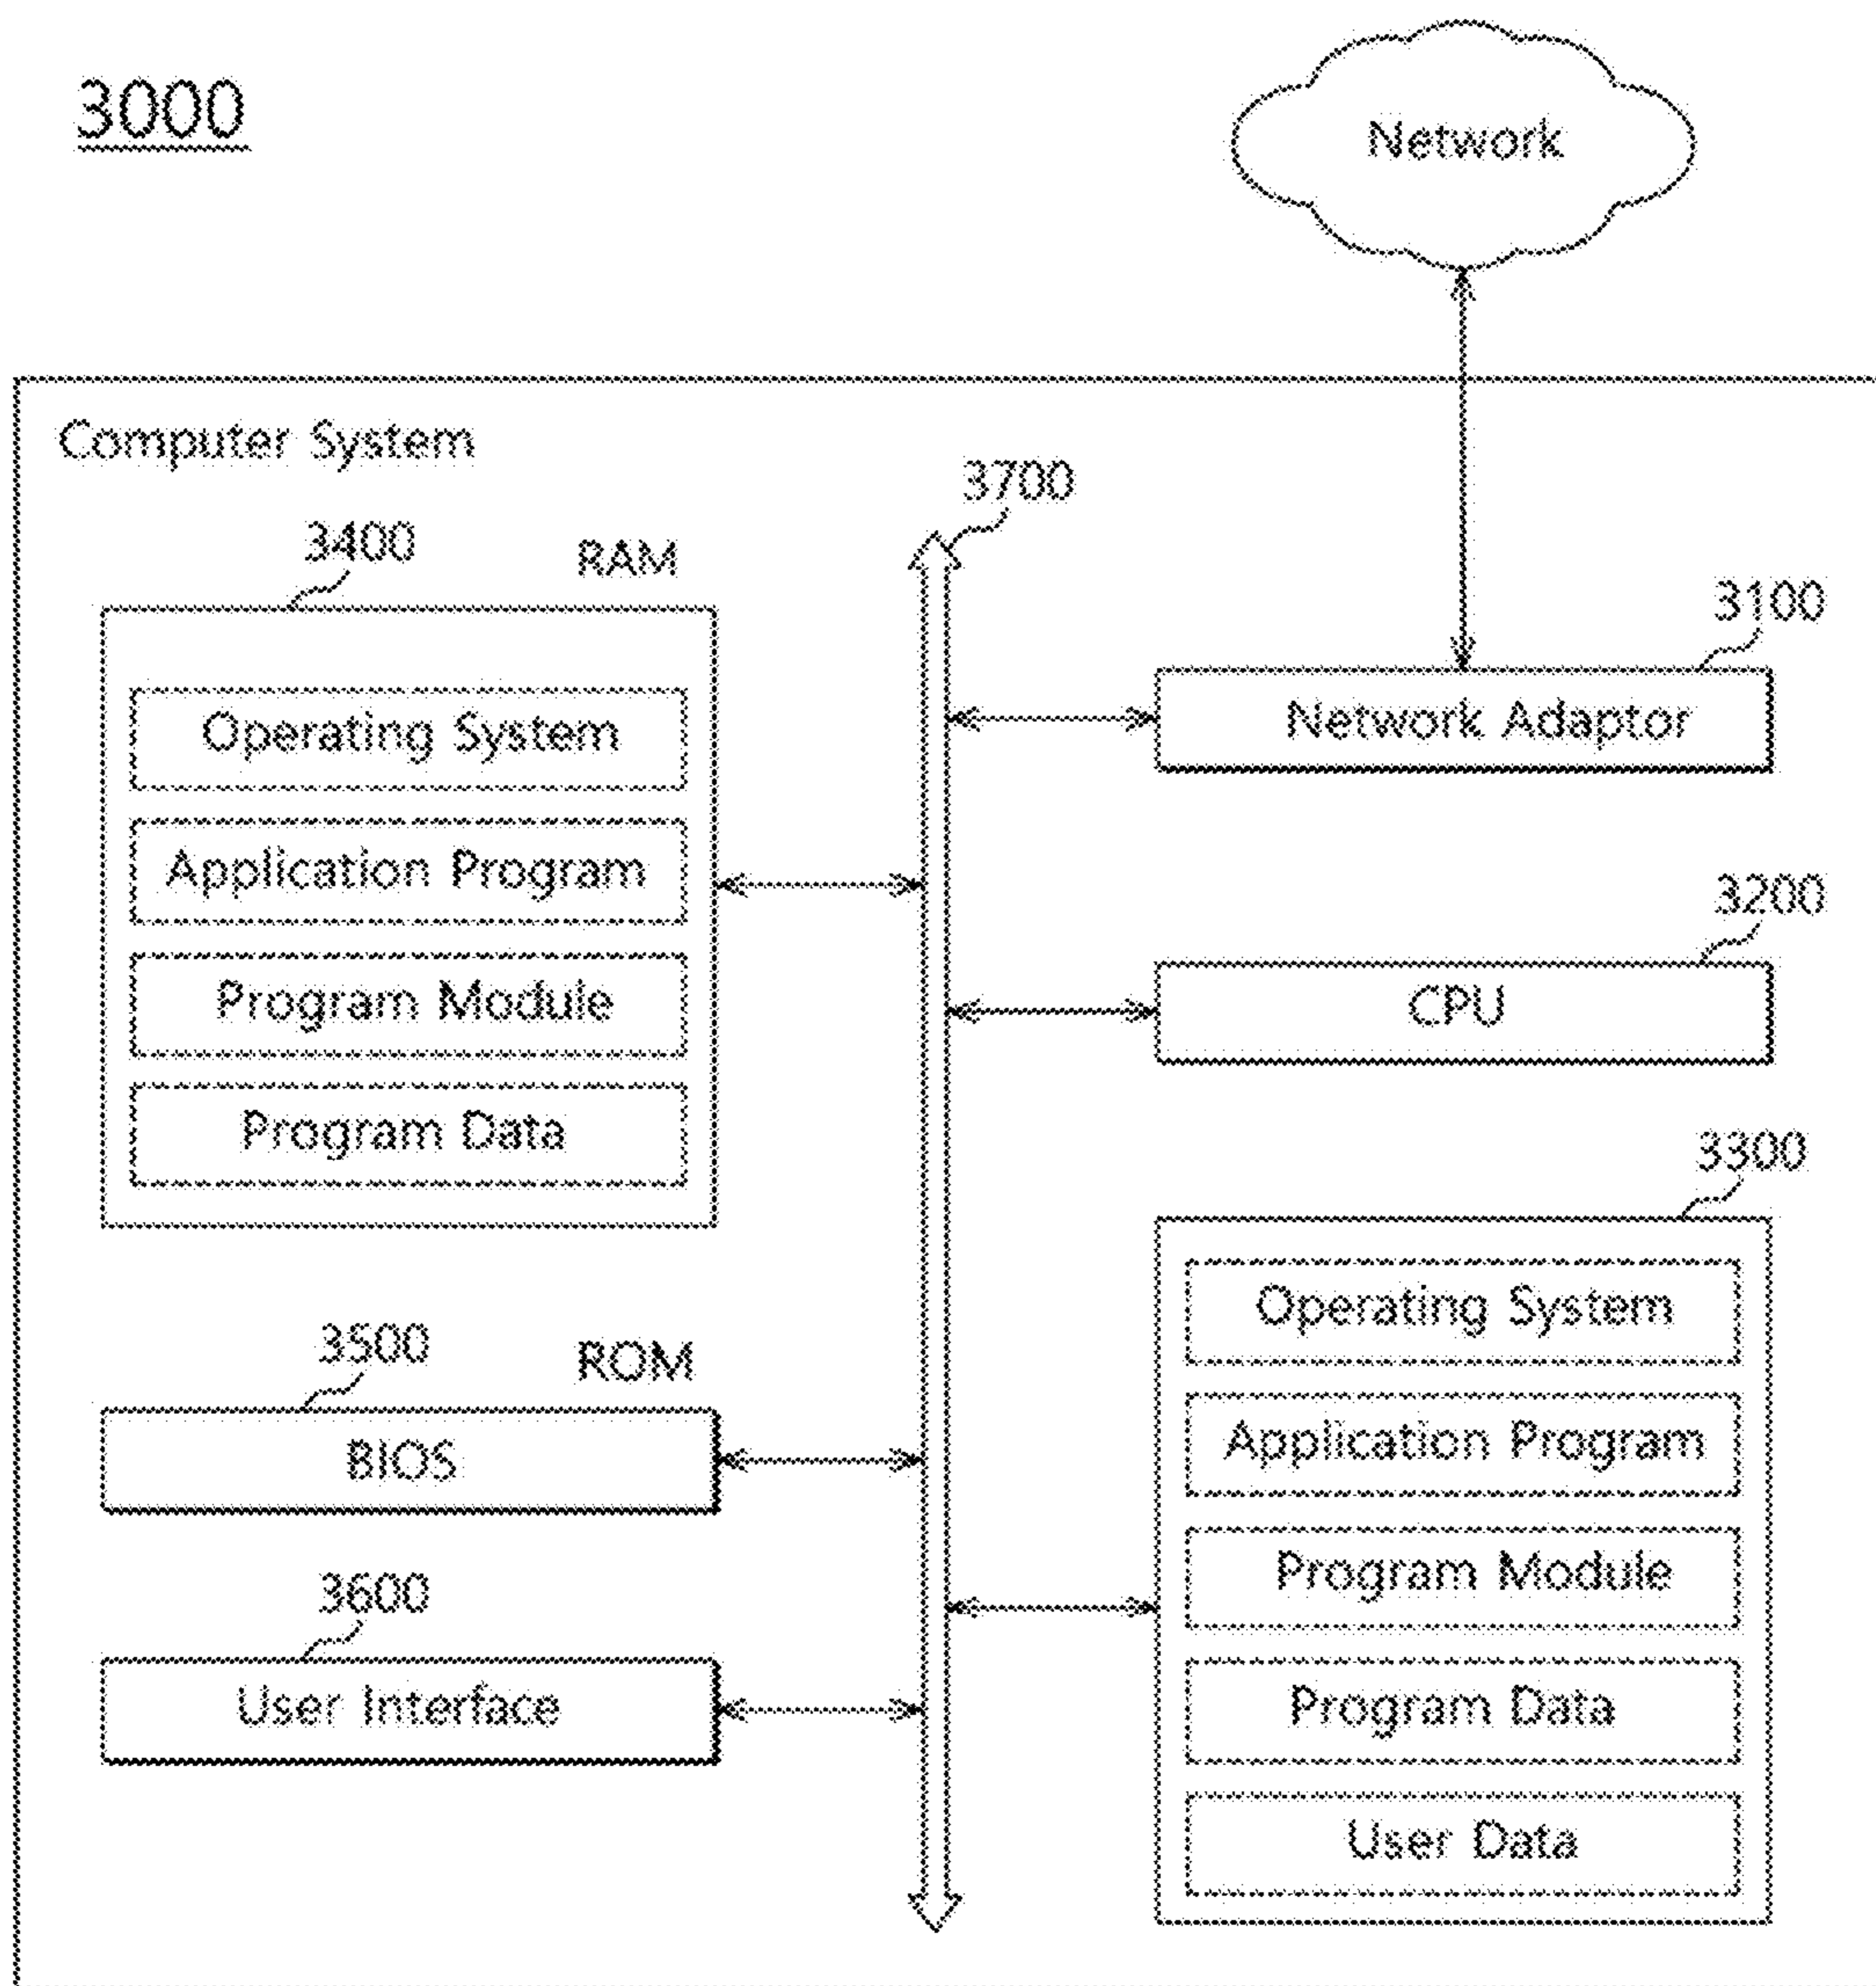 3000
Network
Computer System
3700
3400
RAM
Operating System
Application Program
Program Module
Program Data
3100
Network Adaptor
3200
CPU
3300
Operating System
Application Program
Program Module
Program Data
User Data
3500
ROM
BIOS
3600
User Interface